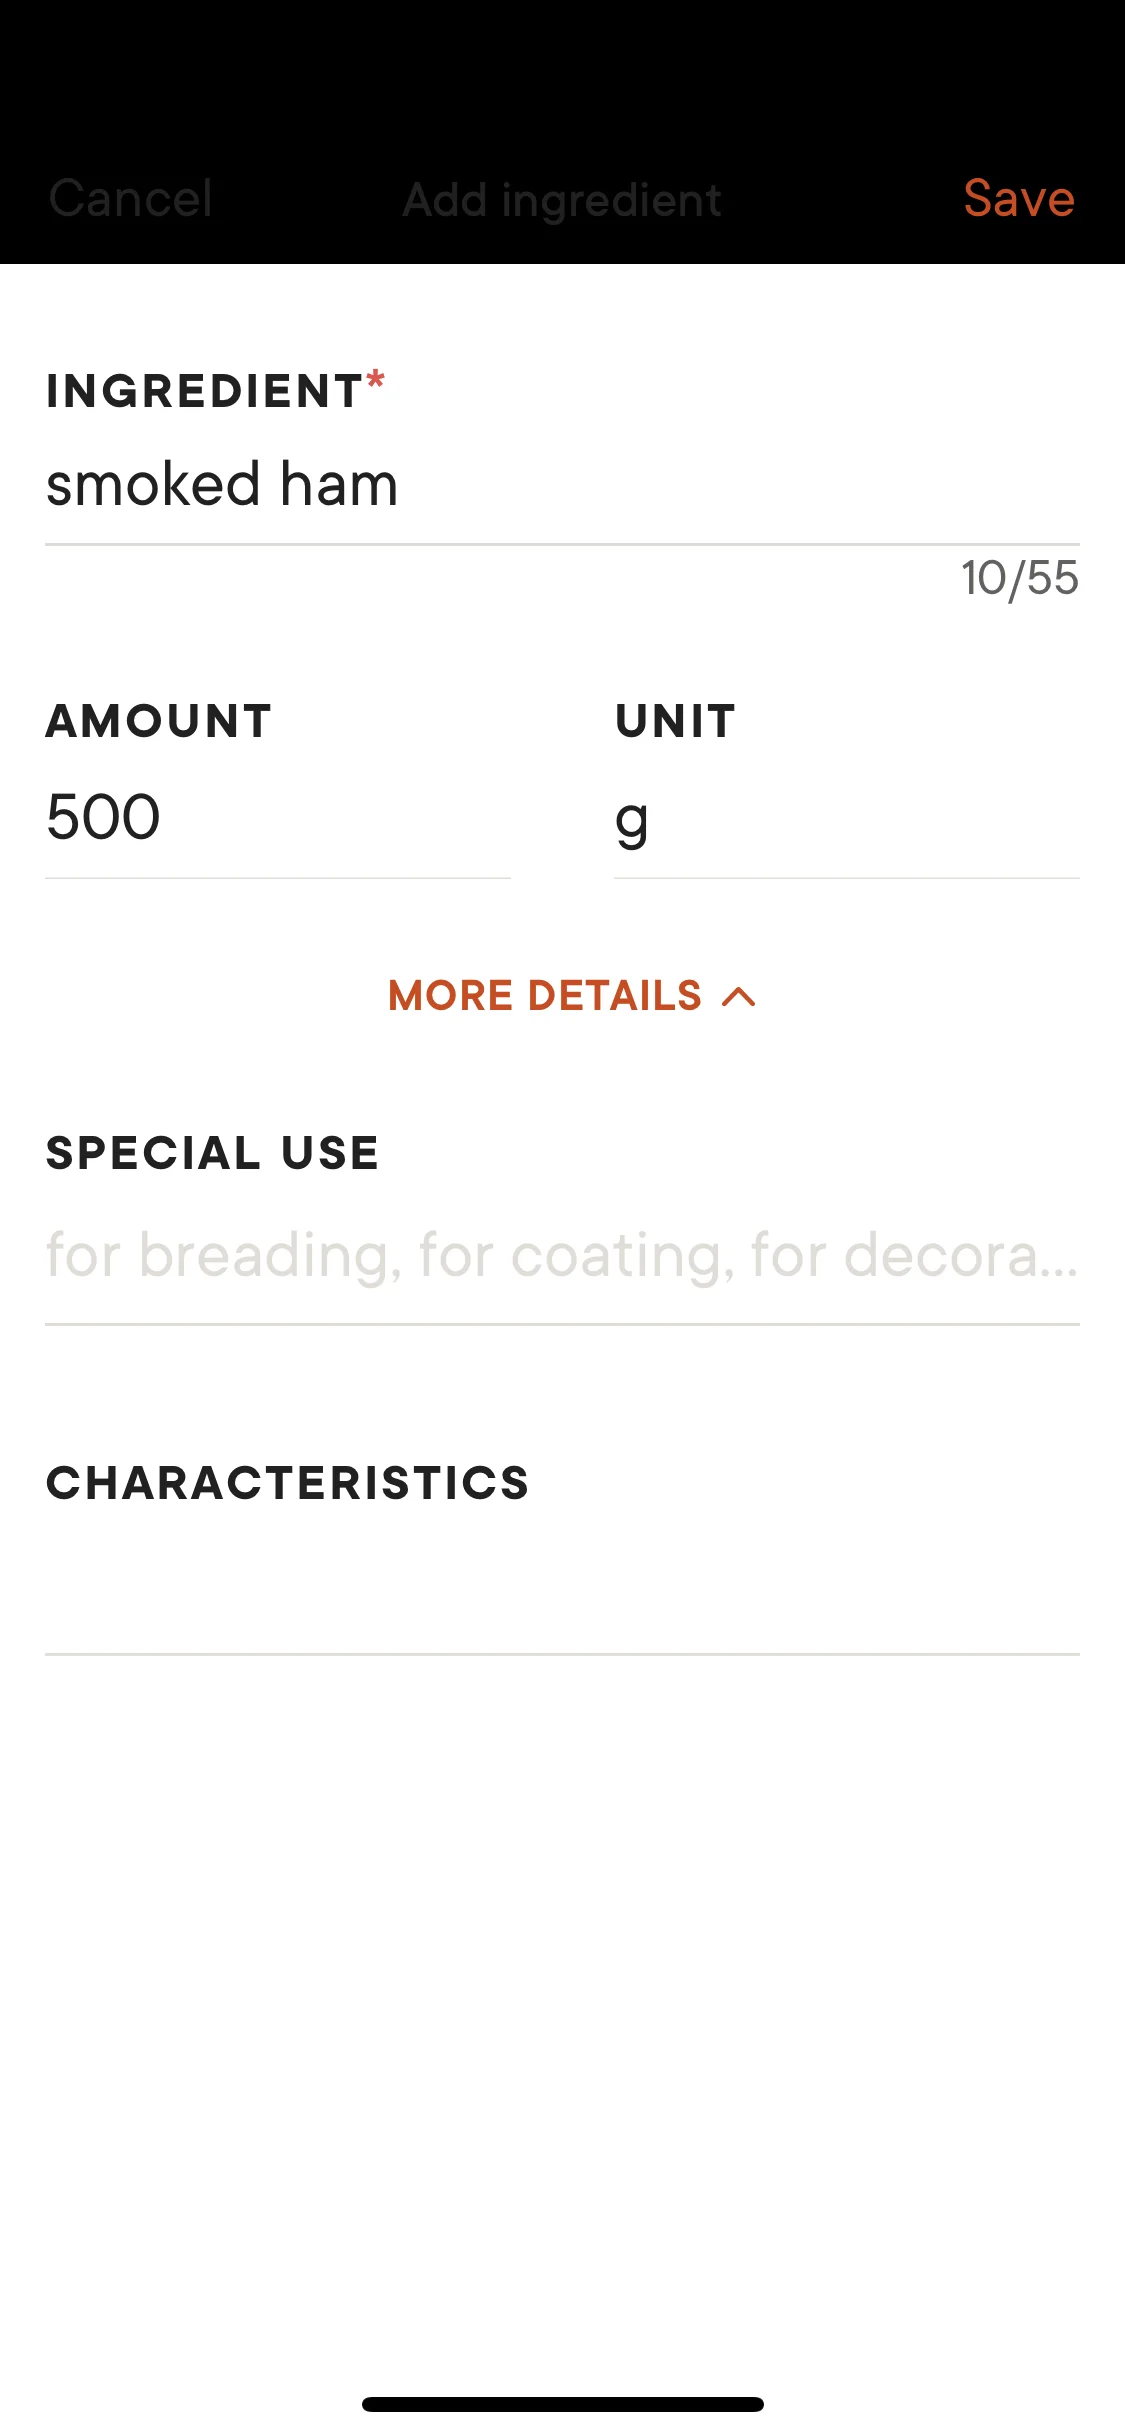 Cancel Add ingredient Save
INGREDIENT*
smoked ham
10/55
AMOUNT UNIT
500 g
MORE DETAILS
SPECIAL USE
for breading, for coating, for decora...
CHARACTERISTICS